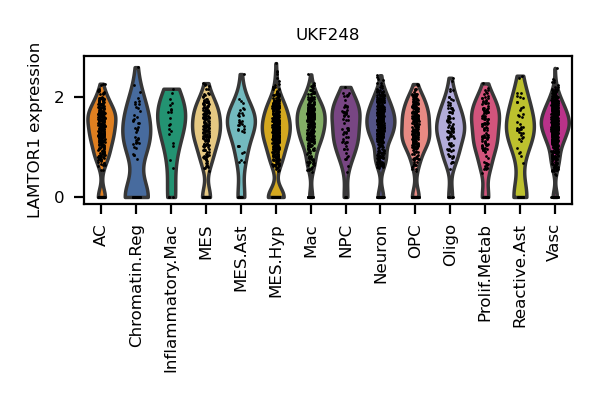 UKF248
LAMTOR1 expression
2
0
AC
Chromatin.Reg
Inflammatory.Mac
MES
MES.Ast
MES.Hyp
Mac
NPC
Neuron
OPC
Oligo
Prolif.Metab
Reactive.Ast
Vasc